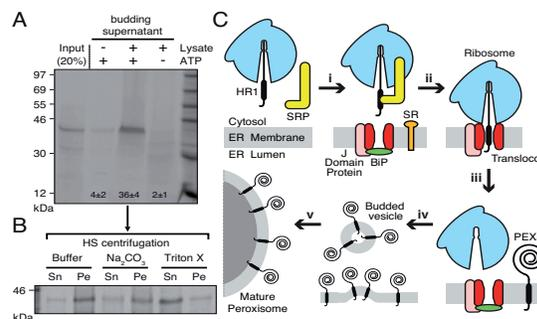 A
budding
supernatant
Input
(20%)
- + + Lysate
+ + - ATP
97
69
55
46
30
12
kDa
4±2 36±4 2±1
B
HS centrifugation
Buffer Na2CO3 Triton X
Sn Pe Sn Pe Sn Pe
46
kDa
C
HR1
SRP
i
ii
Ribosome
Cytosol
ER Membrane
ER Lumen
SR
J
Domain
Protein
BiP
Transloco
iii
PEX
iv
Budded
vesicle
v
Mature
Peroxisome